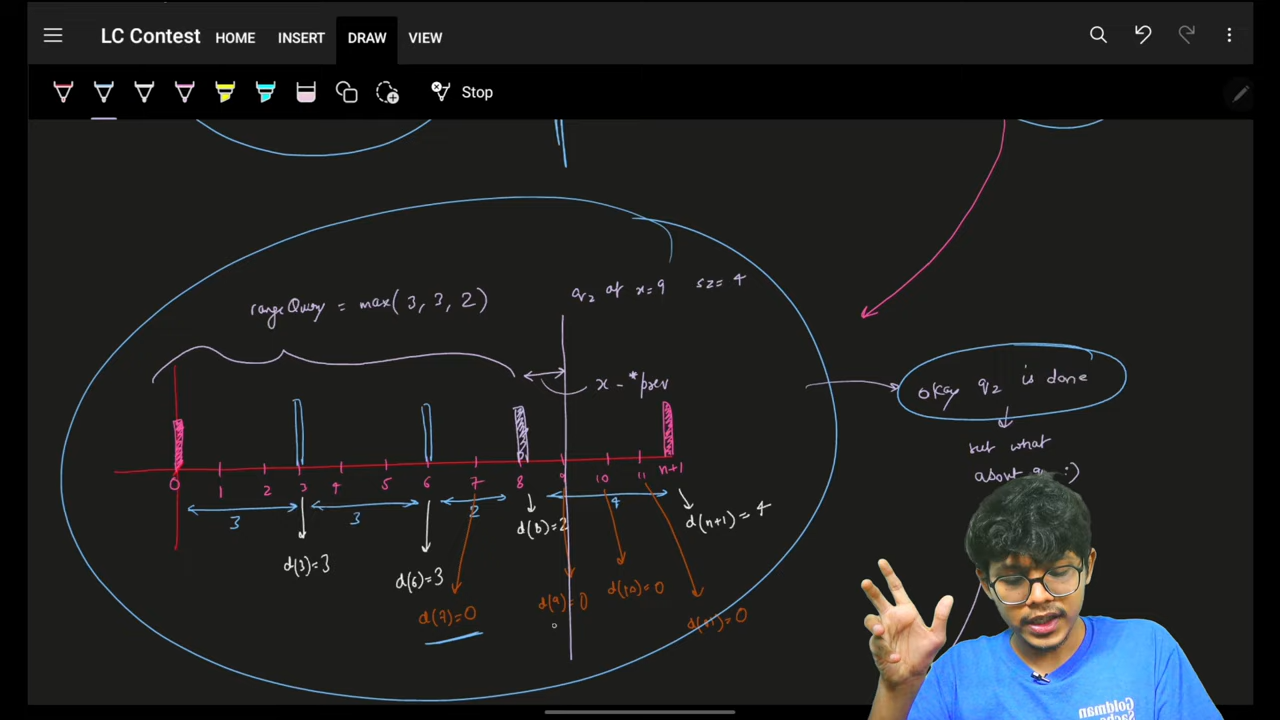 LC Contest HOME INSERT DRAW VIEW
Stop
q2 at x=9 sz=4
rangeQuery = max(3, 3, 2)
x - *prev
okay q2 is done
but what
about :)
0 1 2 3 4 5 6 7 8 9 10 11 n+1
3 3 2 4
d(3)=3 d(6)=3 d(8)=2 d(n+1)=4
d(7)=0 d(9)=0 d(10)=0 d(11)=0
Goldman
Sachs